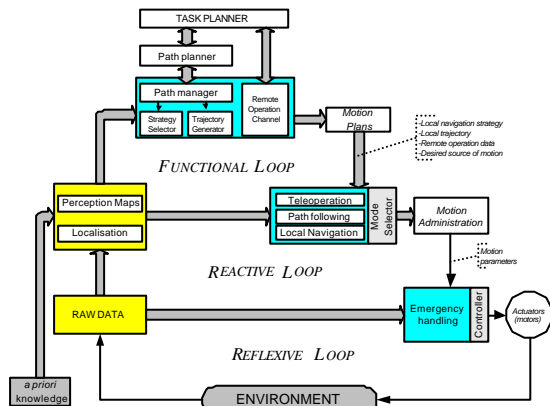 TASK PLANNER
Path planner
Path manager
Strategy
Selector
Trajectory
Generator
Remote
Operation
Channel
Motion
Plans
-Local navigation strategy
-Local trajectory
-Remote operation data
-Desired source of motion
FUNCTIONAL LOOP
Perception Maps
Localisation
Teleoperation
Path following
Local Navigation
Mode
Selector
Motion
Administration
Motion
parameters
REACTIVE LOOP
RAW DATA
Emergency
handling
Controller
Actuators
(motors)
REFLEXIVE LOOP
a priori
knowledge
ENVIRONMENT